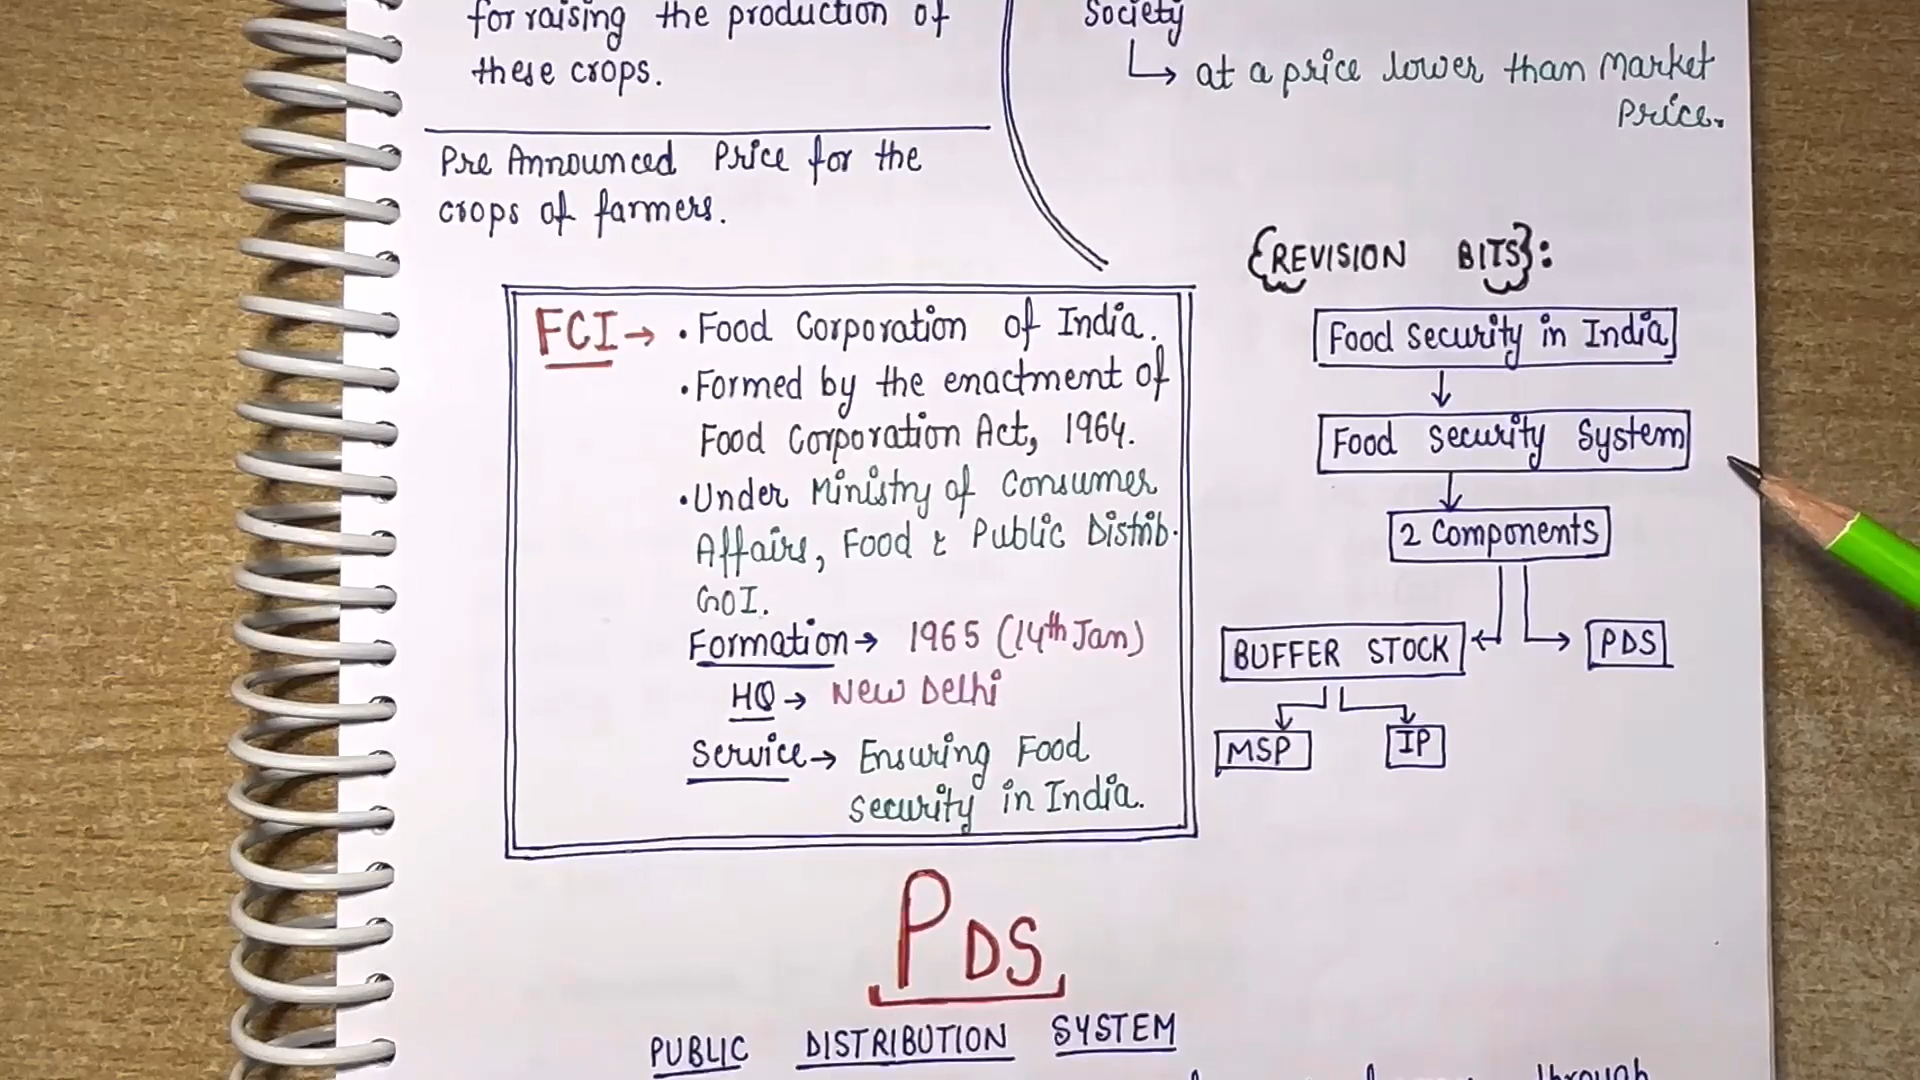 for raising the production of
these crops.
Pre Announced Price for the
crops of farmers.
Society
at a price lower than Market
Price.
FCI → • Food Corporation of India.
• Formed by the enactment of
Food Corporation Act, 1964.
• Under Ministry of Consumer
Affairs, Food & Public Distrib.
GOI.
Formation → 1965 (14th Jan)
HQ → New Delhi
Service → Ensuring Food
Security in India.
{REVISION BITS}:
Food Security in India
Food Security System
2 Components
BUFFER STOCK
PDS
MSP
IP
PDS
PUBLIC DISTRIBUTION SYSTEM
through